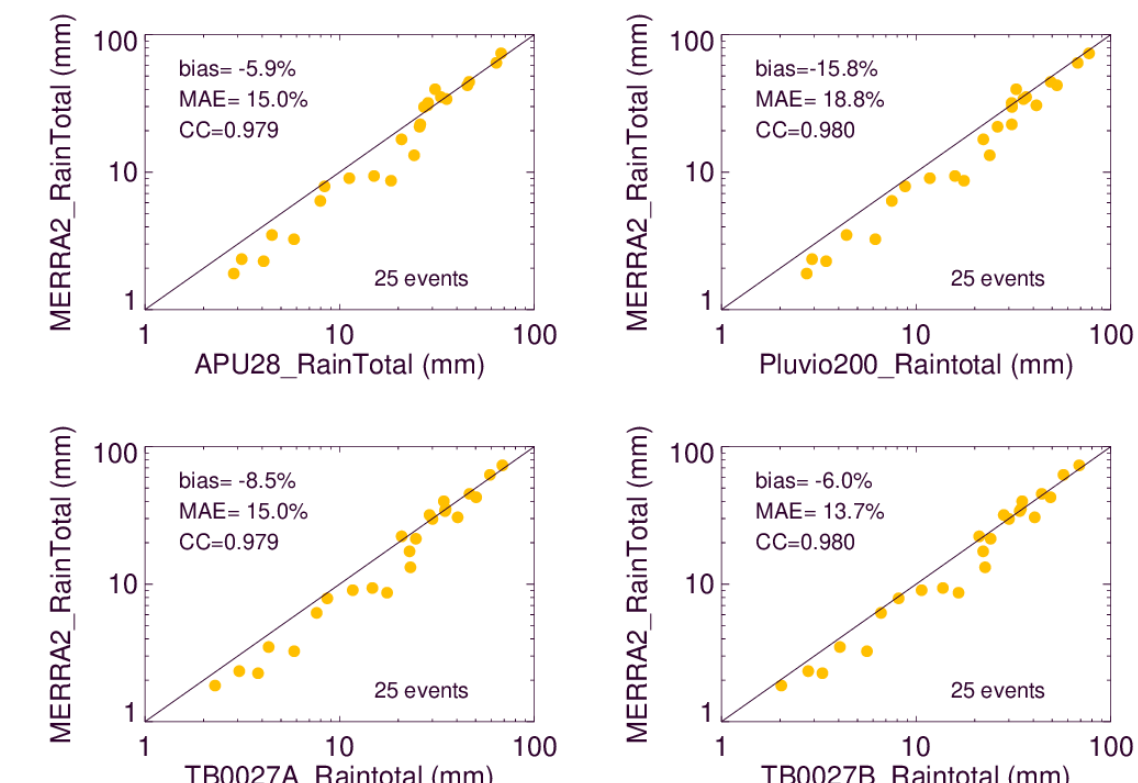 MERRA2_RainTotal (mm)
100
10
1
bias= -5.9%
MAE= 15.0%
CC=0.979
25 events
1 10 100
APU28_RainTotal (mm)
MERRA2_RainTotal (mm)
100
10
1
bias=-15.8%
MAE= 18.8%
CC=0.980
25 events
1 10 100
Pluvio200_Raintotal (mm)
MERRA2_RainTotal (mm)
100
10
1
bias= -8.5%
MAE= 15.0%
CC=0.979
25 events
1 10 100
TB0027A_Raintotal (mm)
MERRA2_RainTotal (mm)
100
10
1
bias= -6.0%
MAE= 13.7%
CC=0.980
25 events
1 10 100
TB0027B_Raintotal (mm)